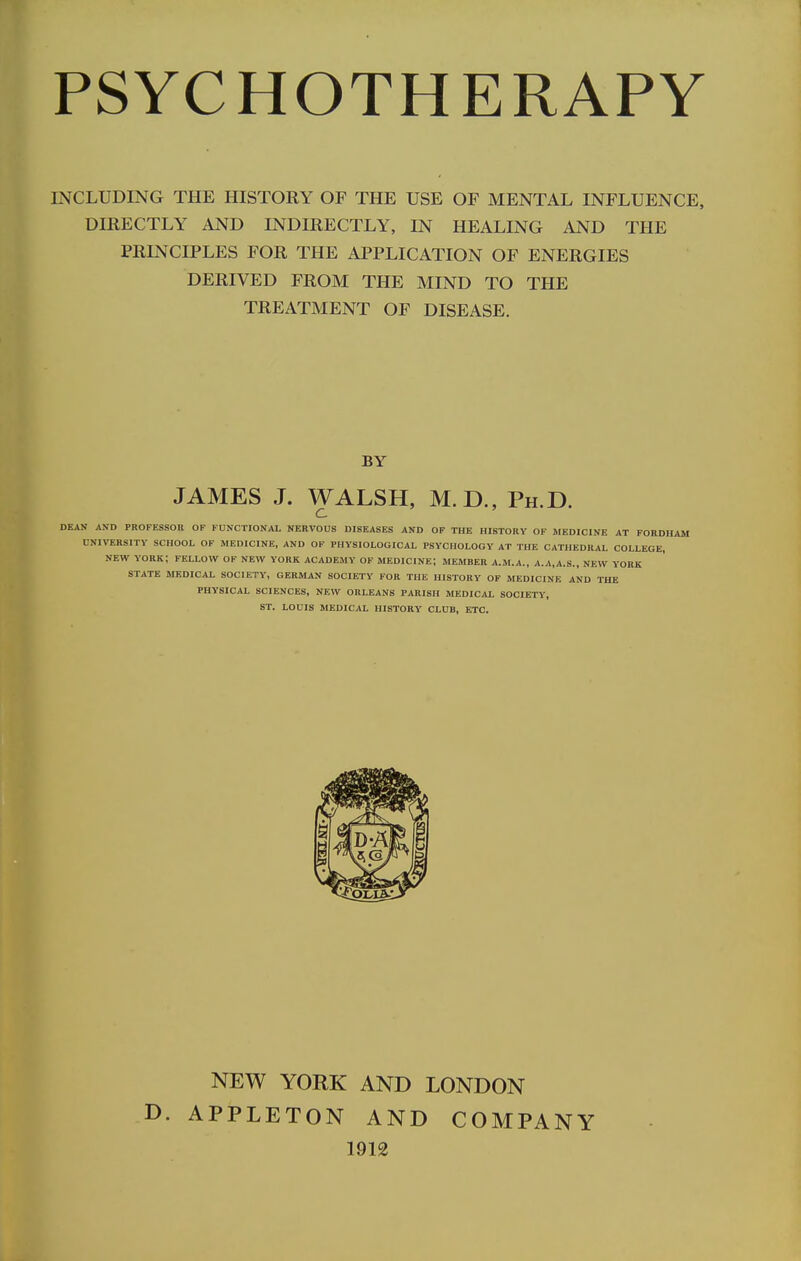 PSYCHOTHERAPY
INCLUDING THE HISTORY OF THE USE OF MENTAL INFLUENCE,
DIRECTLY AND INDIRECTLY, IN HEALING AND THE
PRINCIPLES FOR THE APPLICATION OF ENERGIES
DERIVED FROM THE MIND TO THE
TREATMENT OF DISEASE.
BY
JAMES J. WALSH, M.D., PH.D.
DEAN AND PROFESSOR OF FUNCTIONAL NERVOUS DISEASES AND OF THE HISTORY OF MEDICINE AT FORDHAM
UNIVERSITY SCHOOL OF MEDICINE, AND OF PHYSIOLOGICAL PSYCHOLOGY AT THE CATHEDRAL COLLEGE,
NEW YORK; FELLOW OF NEW YORK ACADEMY OF MEDICINE; MEMBER A.M.A., A.A.A.S., NEW YORK
STATE MEDICAL SOCIETY, GERMAN SOCIETY FOR THE HISTORY OF MEDICINE AND THE
PHYSICAL SCIENCES, NEW ORLEANS PARISH MEDICAL SOCIETY,
ST. LOUIS MEDICAL HISTORY CLUB, ETC.
D·A
& Co
FOLIA·
FRUCTUS
NEW YORK AND LONDON
D. APPLETON AND COMPANY
1912